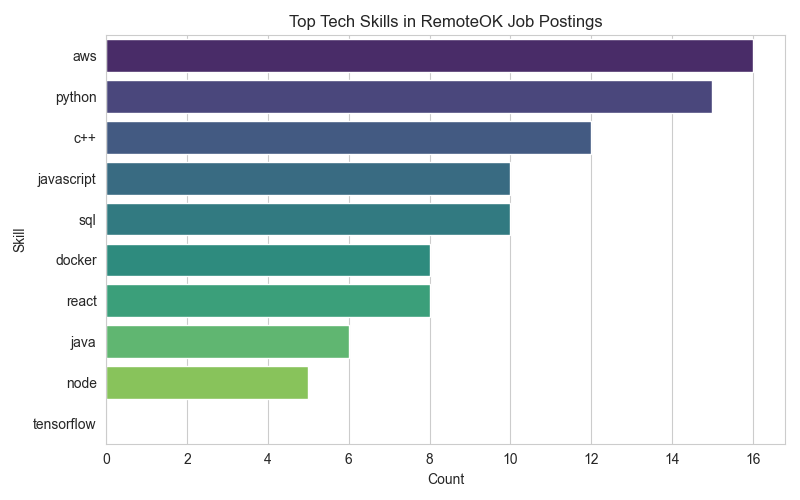 Top Tech Skills in RemoteOK Job Postings
aws
python
c++
javascript
sql
docker
react
java
node
tensorflow
Skill
0 2 4 6 8 10 12 14 16
Count